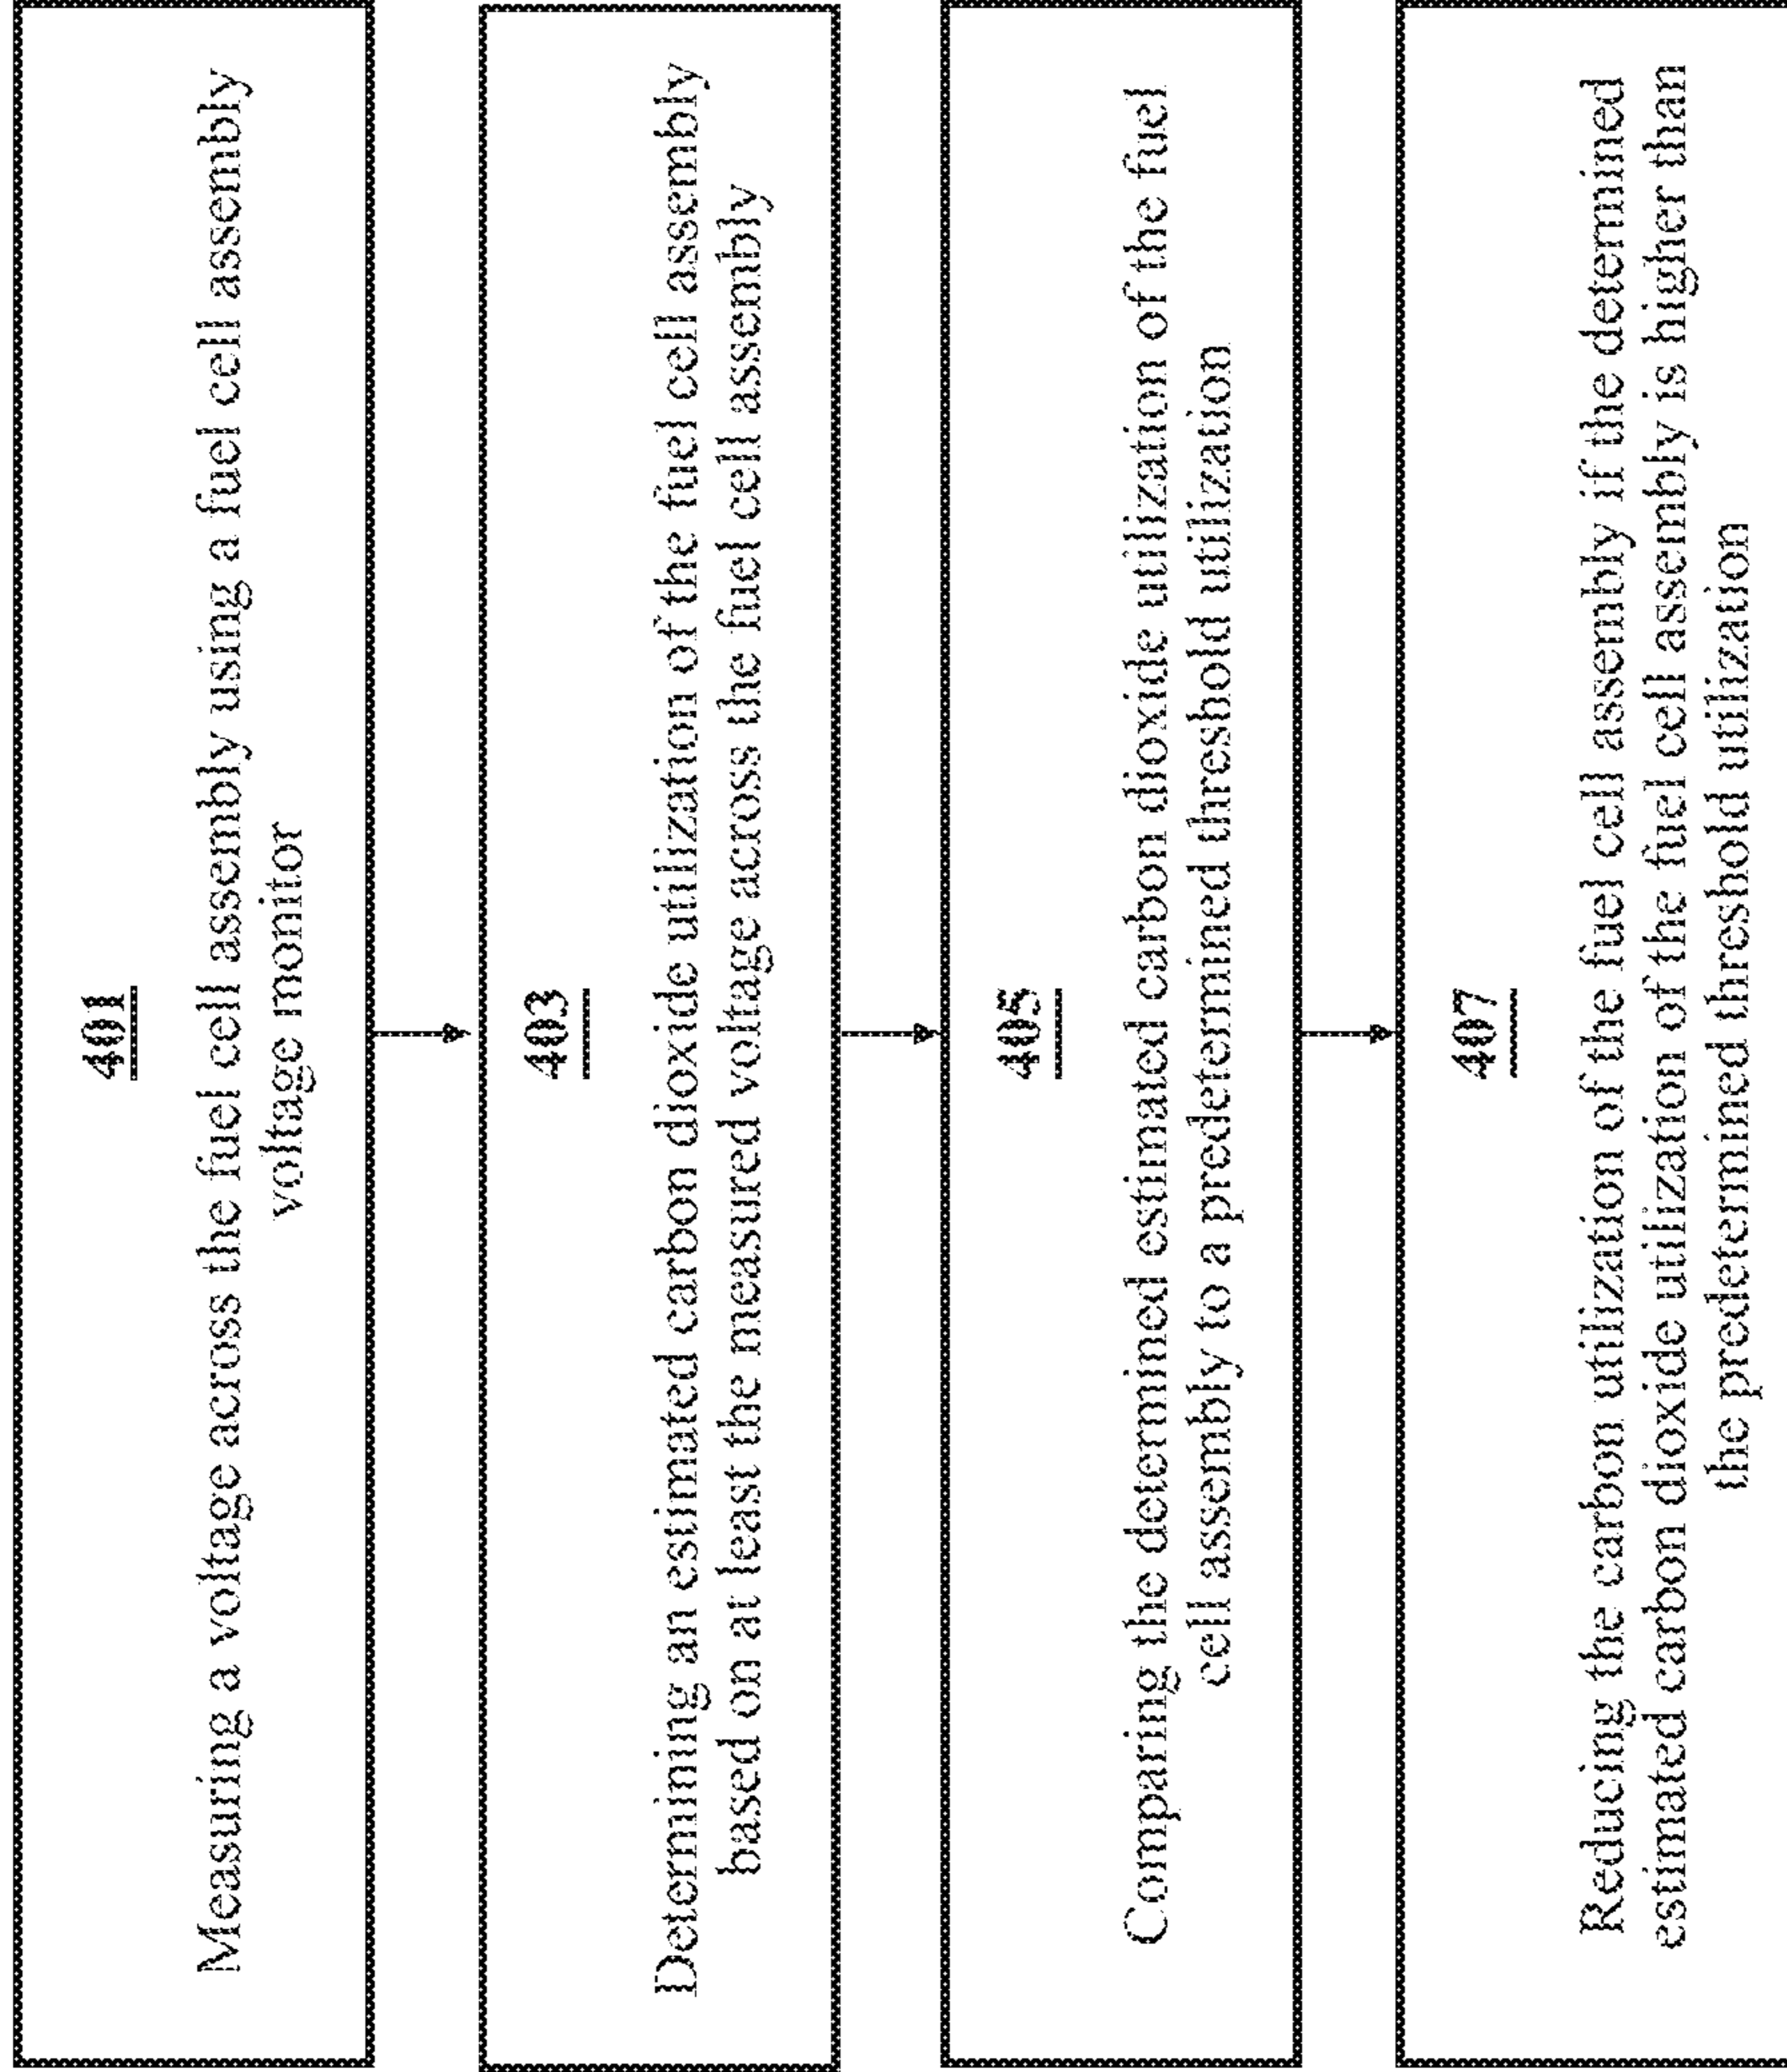 401
Measuring a voltage across the fuel cell assembly using a fuel cell assembly
voltage monitor
403
Determining an estimated carbon dioxide utilization of the fuel cell assembly
based on at least the measured voltage across the fuel cell assembly
405
Comparing the determined estimated carbon dioxide utilization of the fuel
cell assembly to a predetermined threshold utilization
407
Reducing the carbon utilization of the fuel cell assembly if the determined
estimated carbon dioxide utilization of the fuel cell assembly is higher than
the predetermined threshold utilization